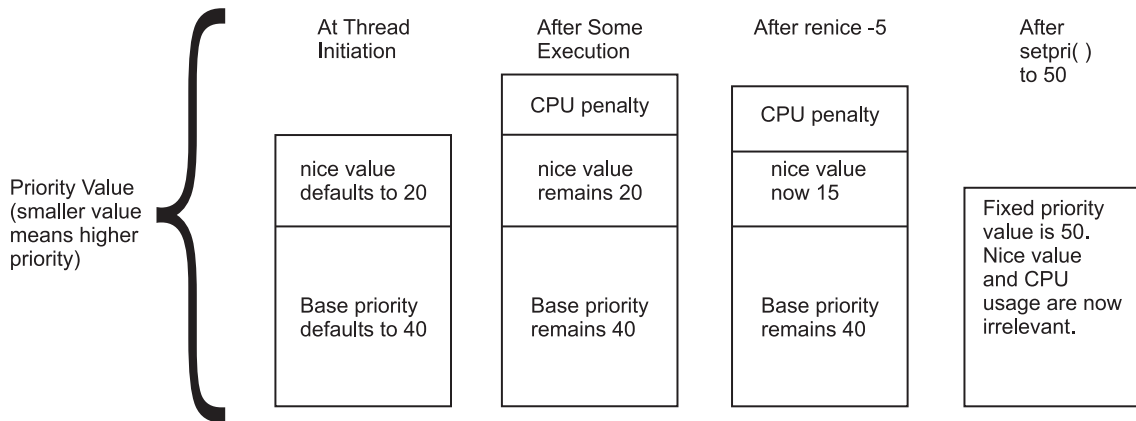 At Thread
Initiation
After Some
Execution
After renice -5
After
setpri( )
to 50
Priority Value
(smaller value
means higher
priority)
nice value
defaults to 20
Base priority
defaults to 40
CPU penalty
nice value
remains 20
Base priority
remains 40
CPU penalty
nice value
now 15
Base priority
remains 40
Fixed priority
value is 50.
Nice value
and CPU
usage are now
irrelevant.